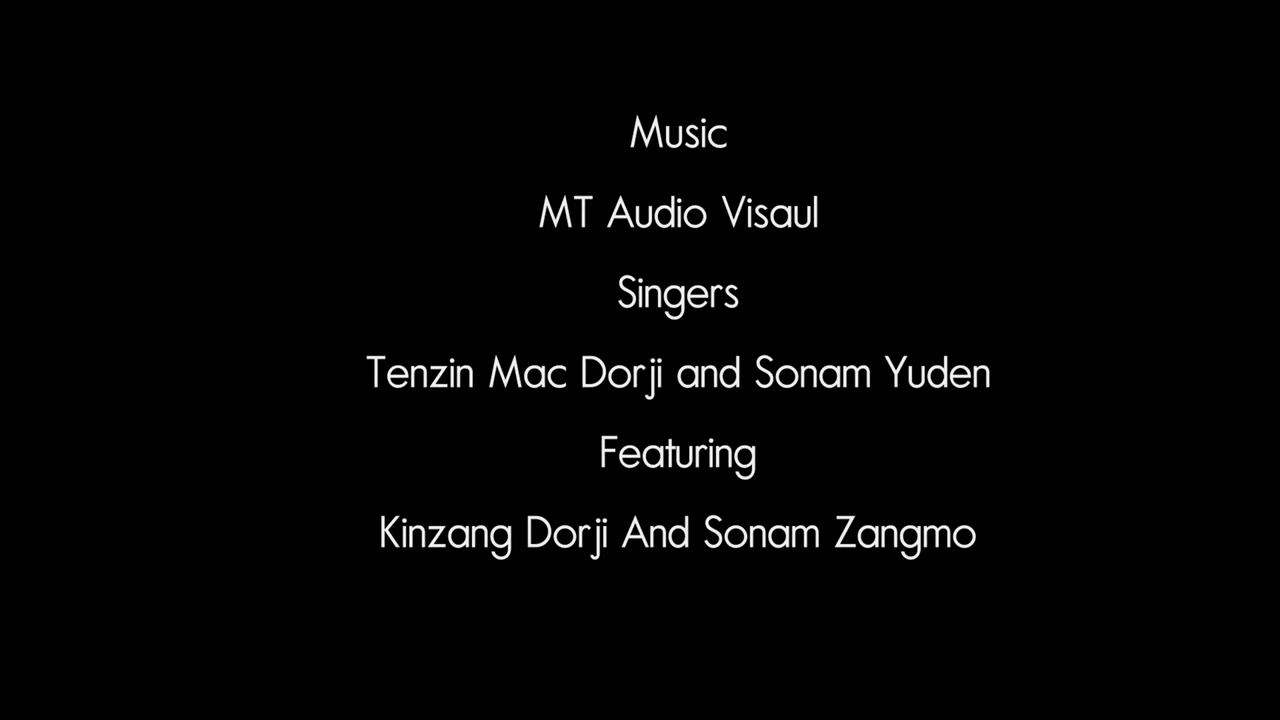 Music
MT Audio Visaul
Singers
Tenzin Mac Dorji and Sonam Yuden
Featuring
Kinzang Dorji And Sonam Zangmo